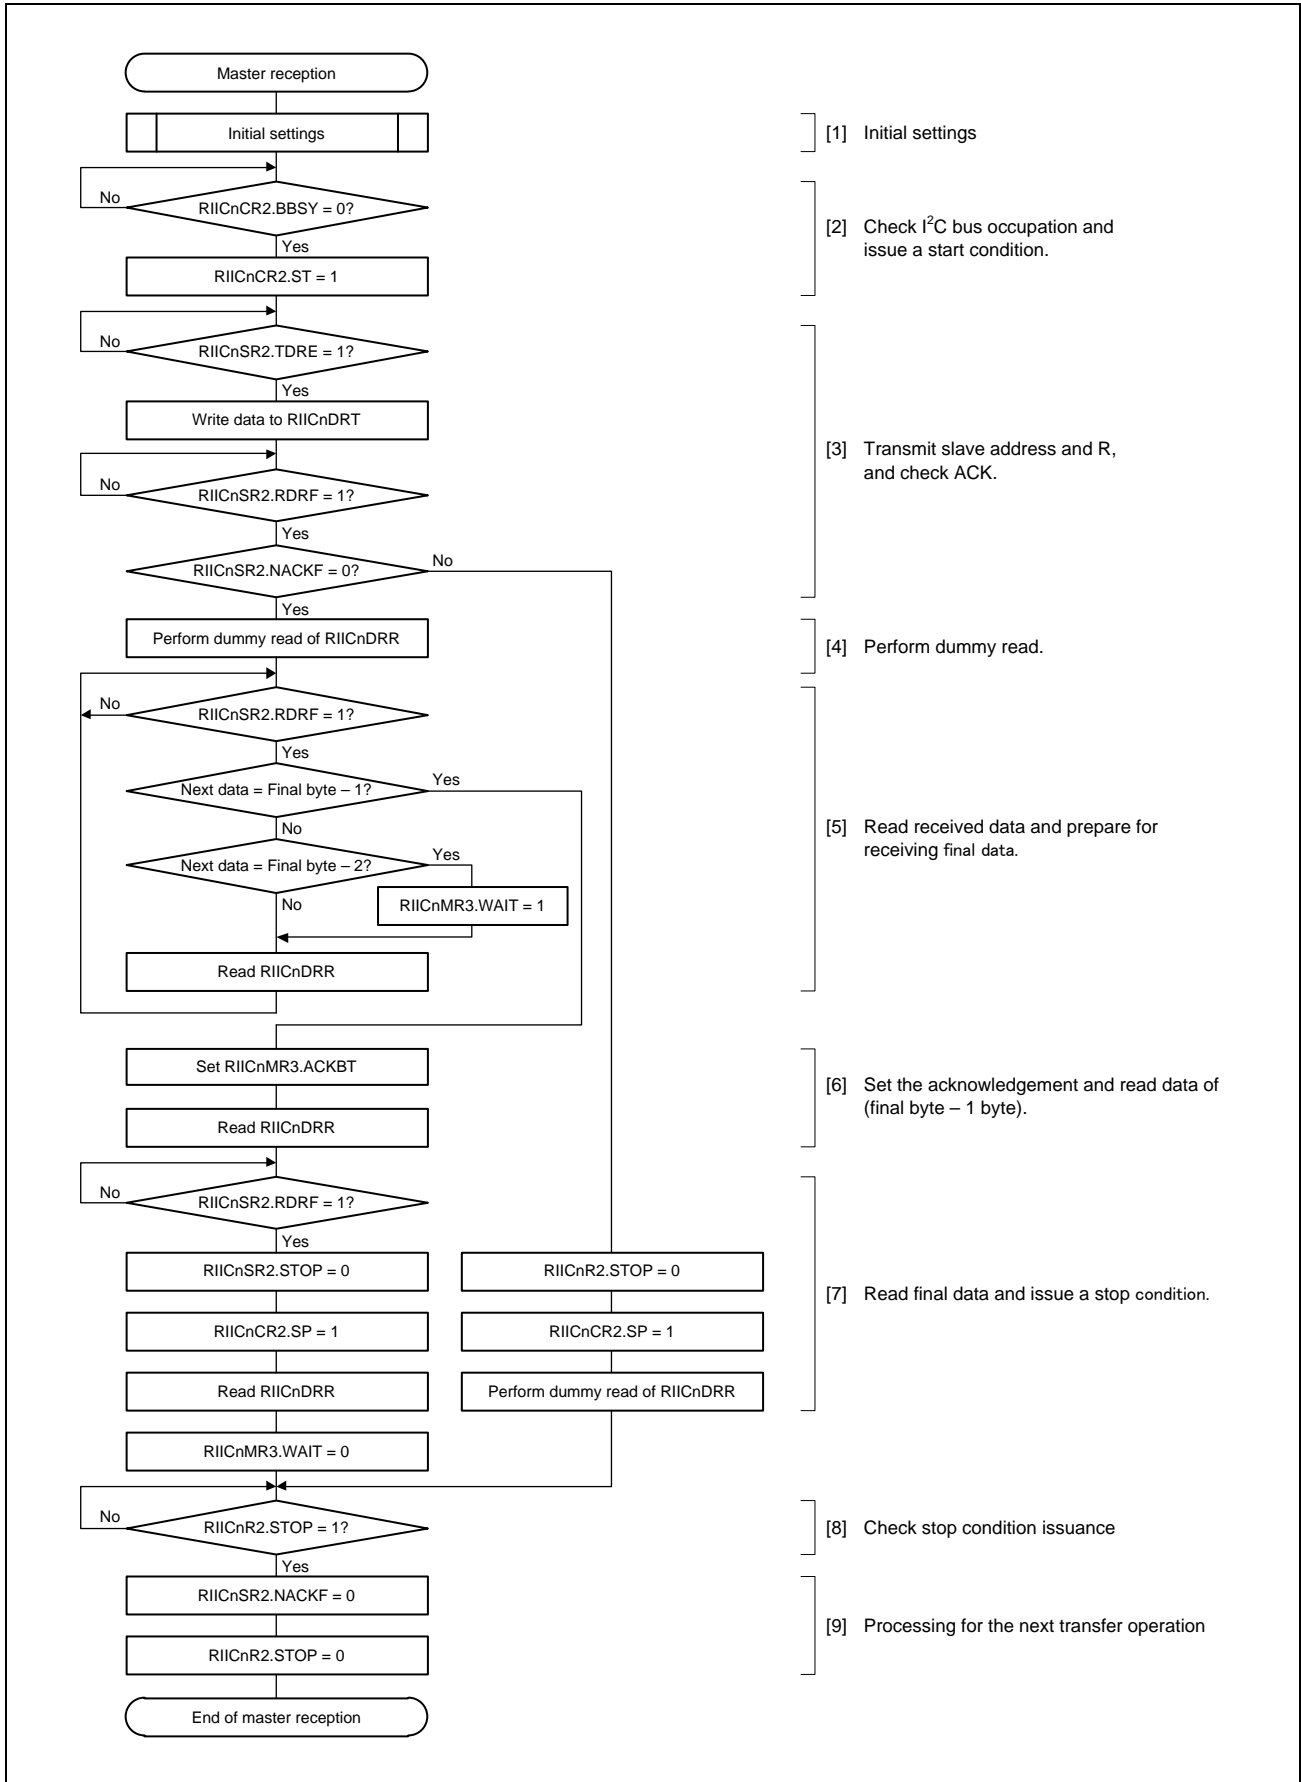 Master reception
Initial settings
[1] Initial settings
No
RIICnCR2.BBSY = 0?
Yes
RIICnCR2.ST = 1
[2] Check I²C bus occupation and
issue a start condition.
No
RIICnSR2.TDRE = 1?
Yes
Write data to RIICnDRT
No
RIICnSR2.RDRF = 1?
Yes
RIICnSR2.NACKF = 0?
No
Yes
[3] Transmit slave address and R,
and check ACK.
Perform dummy read of RIICnDRR
[4] Perform dummy read.
No
RIICnSR2.RDRF = 1?
Yes
Next data = Final byte – 1?
Yes
No
Next data = Final byte – 2?
Yes
No
RIICnMR3.WAIT = 1
Read RIICnDRR
[5] Read received data and prepare for
receiving final data.
Set RIICnMR3.ACKBT
Read RIICnDRR
[6] Set the acknowledgement and read data of
(final byte – 1 byte).
No
RIICnSR2.RDRF = 1?
Yes
RIICnSR2.STOP = 0
RIICnR2.STOP = 0
RIICnCR2.SP = 1
RIICnCR2.SP = 1
Read RIICnDRR
Perform dummy read of RIICnDRR
[7] Read final data and issue a stop condition.
RIICnMR3.WAIT = 0
No
RIICnR2.STOP = 1?
Yes
[8] Check stop condition issuance
RIICnSR2.NACKF = 0
RIICnR2.STOP = 0
[9] Processing for the next transfer operation
End of master reception